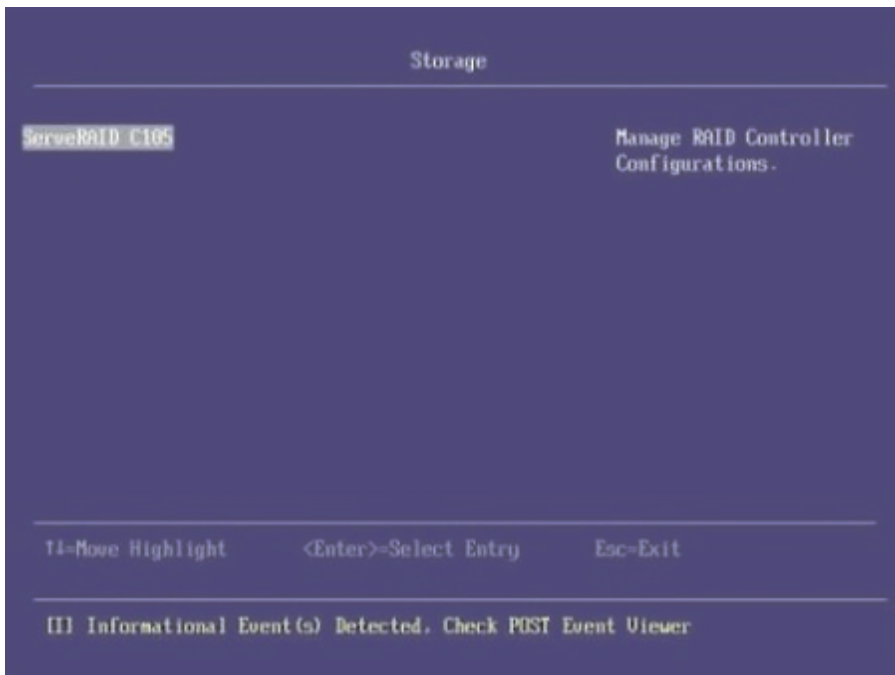 Storage
ServeRAID C105
Manage RAID Controller
Configurations.
↑↓=Move Highlight <Enter>=Select Entry Esc=Exit
[I] Informational Event(s) Detected. Check POST Event Viewer